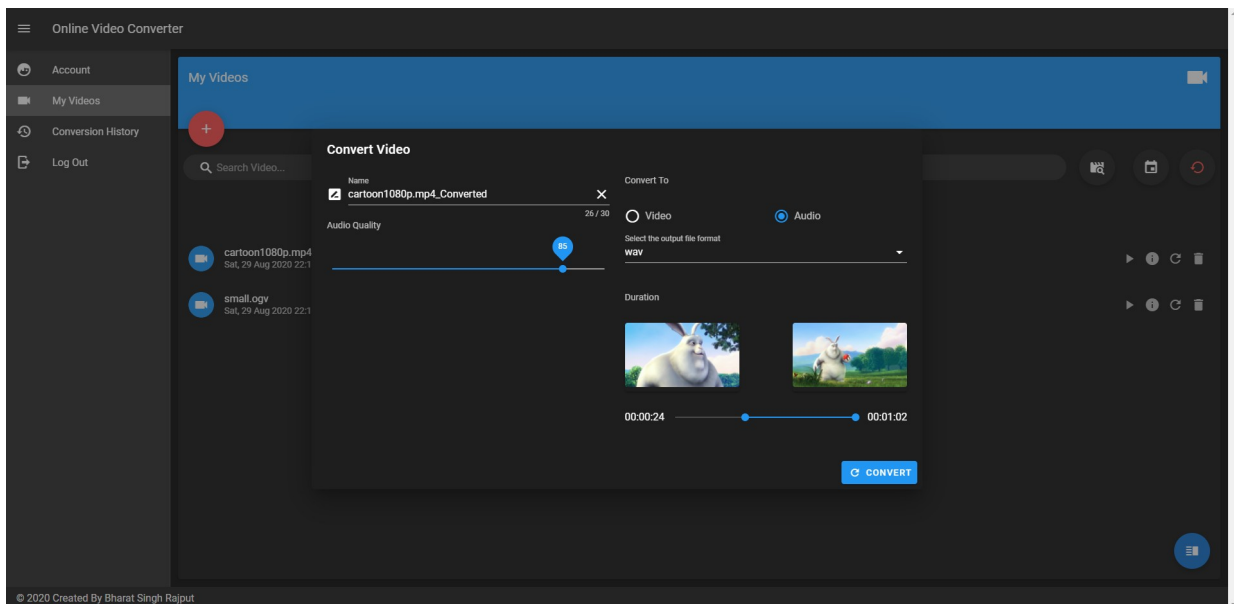 Online Video Converter
Account
My Videos
Conversion History
Log Out
My Videos
+
Search Video...
cartoon1080p.mp4
Sat, 29 Aug 2020 22:1
small.ogv
Sat, 29 Aug 2020 22:1
Convert Video
Name
cartoon1080p.mp4_Converted
26 / 30
Audio Quality
85
Convert To
Video
Audio
Select the output file format
wav
Duration
00:00:24
00:01:02
CONVERT
© 2020 Created By Bharat Singh Rajput